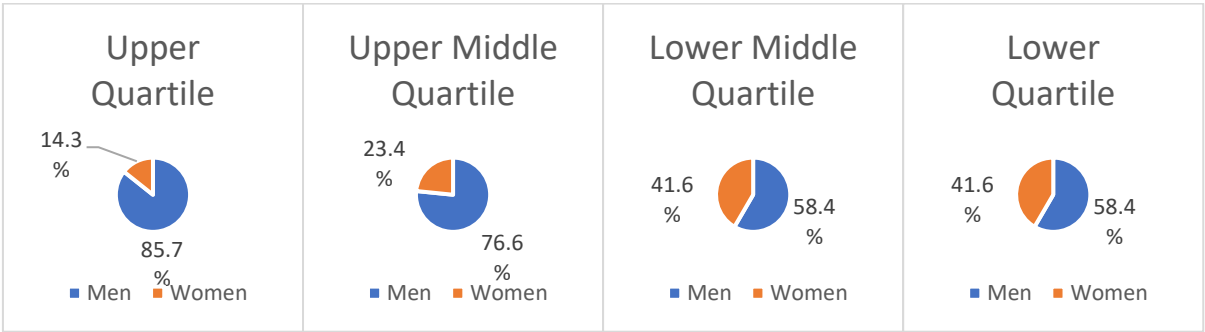 Upper
Quartile
14.3
%
85.7
%
Men Women
Upper Middle
Quartile
23.4
%
76.6
%
Men Women
Lower Middle
Quartile
41.6
%
58.4
%
Men Women
Lower
Quartile
41.6
%
58.4
%
Men Women